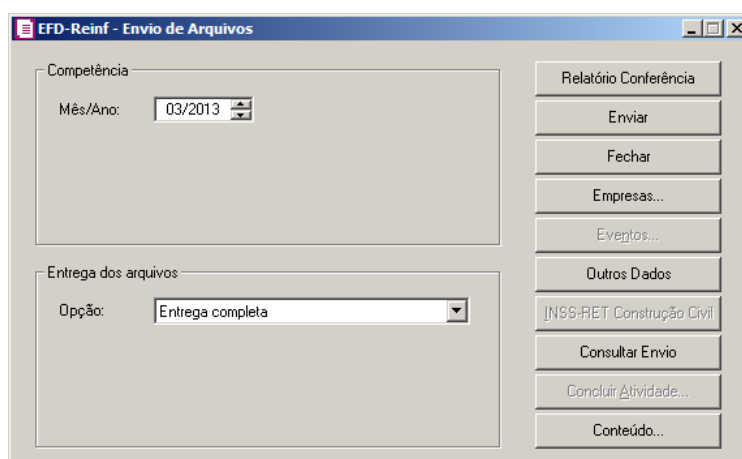 EFD-Reinf - Envio de Arquivos
Competência
Mês/Ano: 03/2013
Entrega dos arquivos
Opção: Entrega completa
Relatório Conferência
Enviar
Fechar
Empresas...
Eventos...
Outros Dados
INSS-RET Construção Civil
Consultar Envio
Concluir Atividade...
Conteúdo...